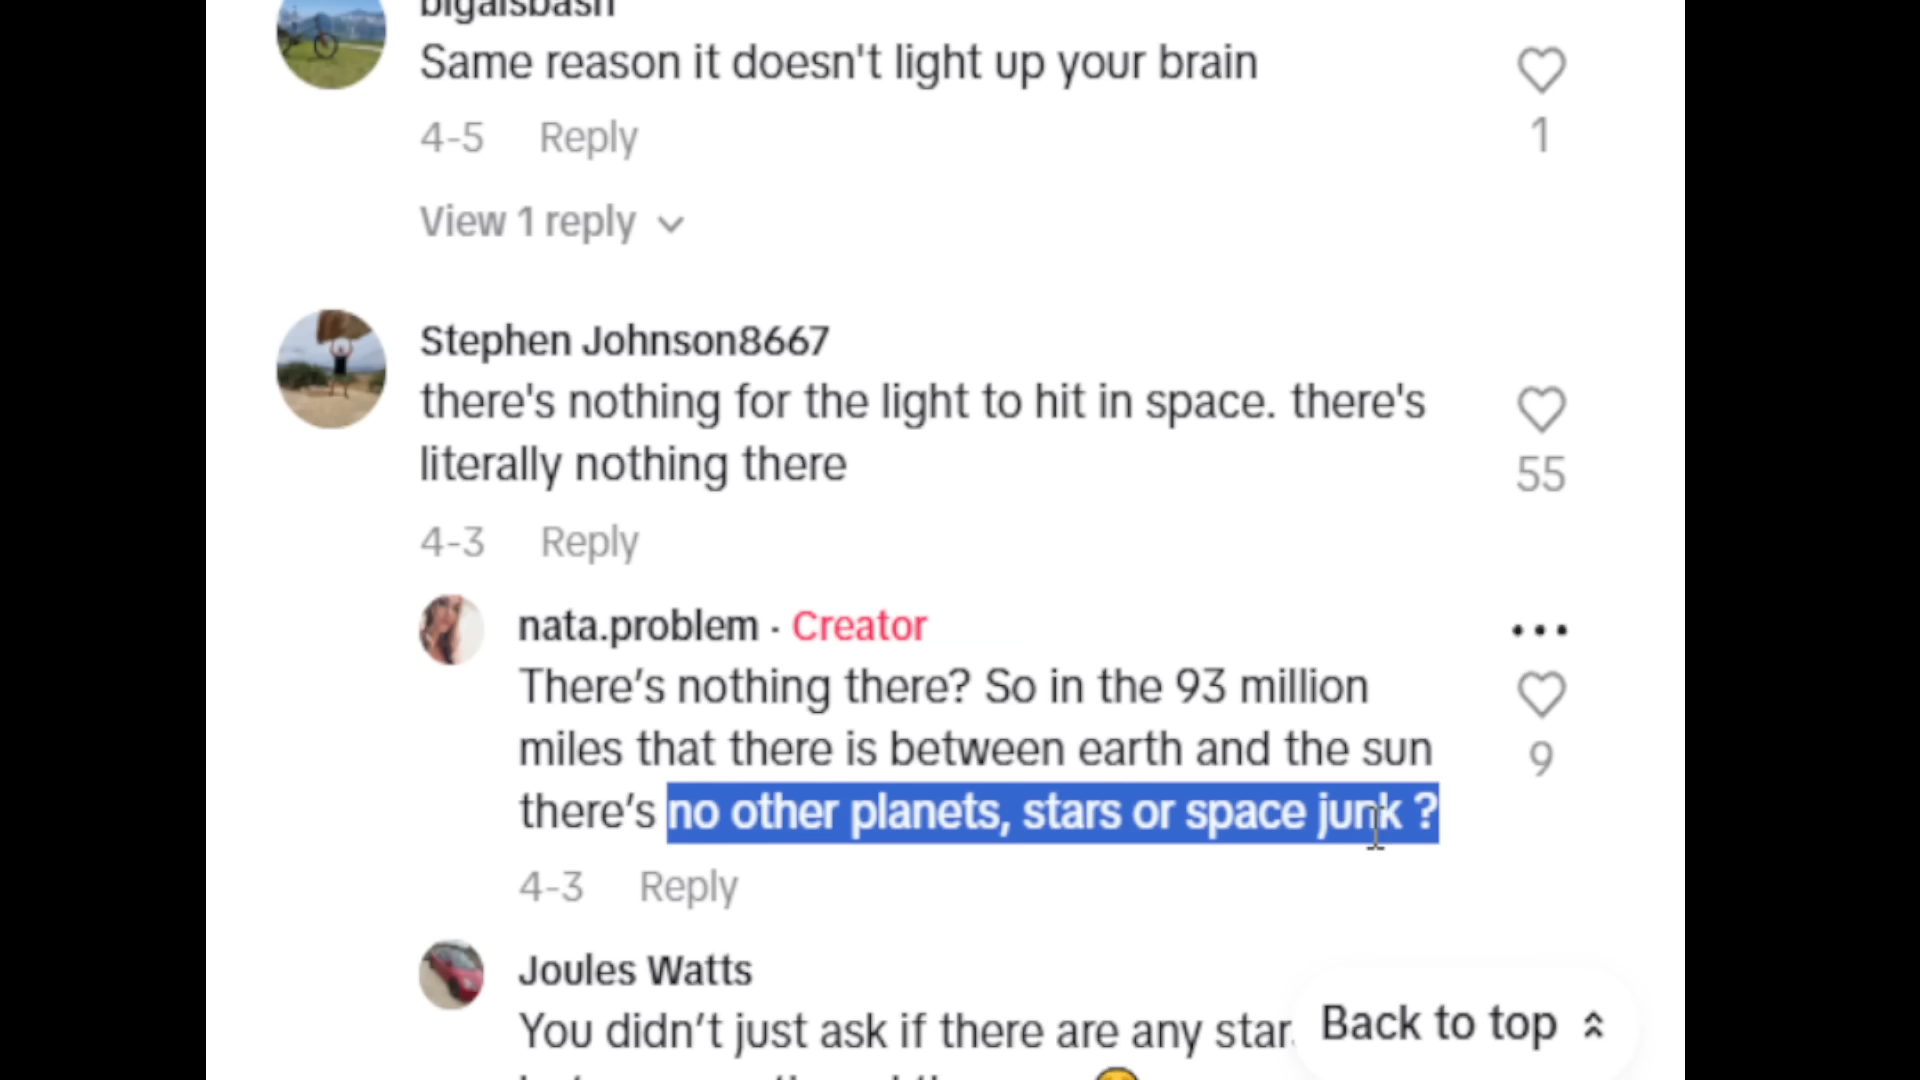 bigalsbash
Same reason it doesn't light up your brain
1
4-5 Reply
View 1 reply
Stephen Johnson8667
there's nothing for the light to hit in space. there's
literally nothing there
55
4-3 Reply
nata.problem · Creator
There’s nothing there? So in the 93 million
miles that there is between earth and the sun
there’s no other planets, stars or space junk ?
9
4-3 Reply
Joules Watts
You didn’t just ask if there are any star
Back to top